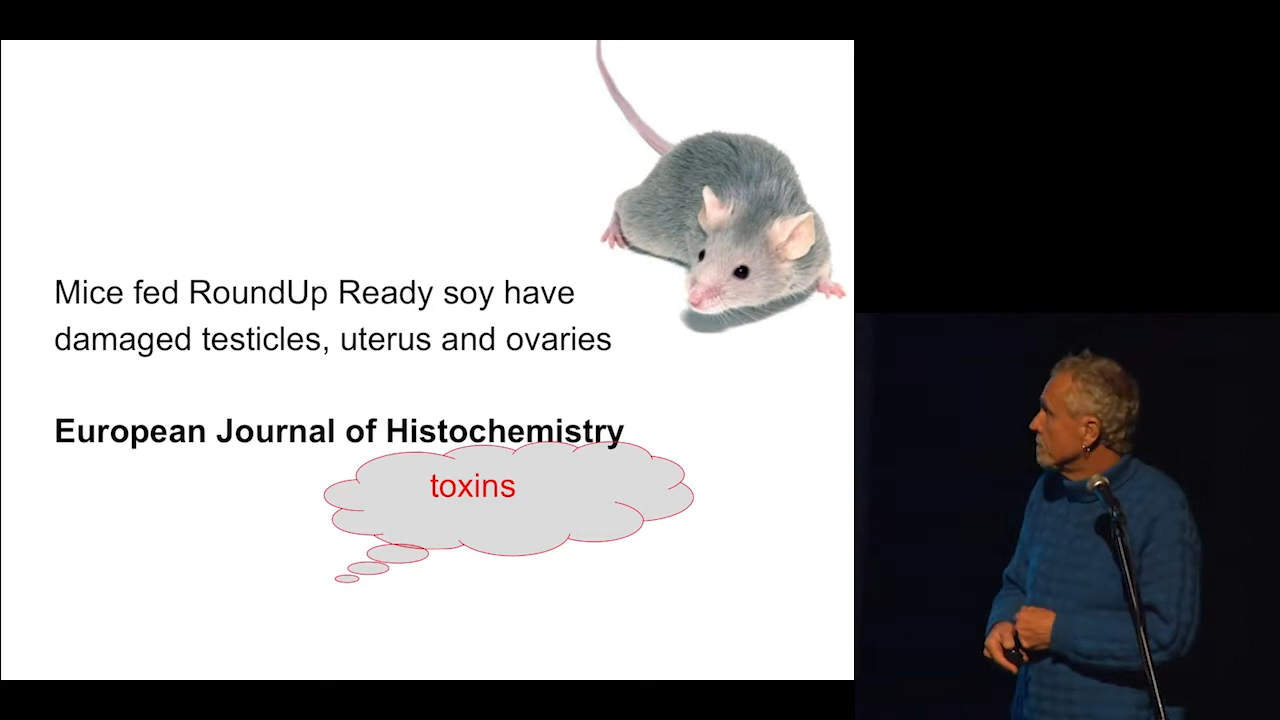 Mice fed RoundUp Ready soy have
damaged testicles, uterus and ovaries
European Journal of Histochemistry
toxins